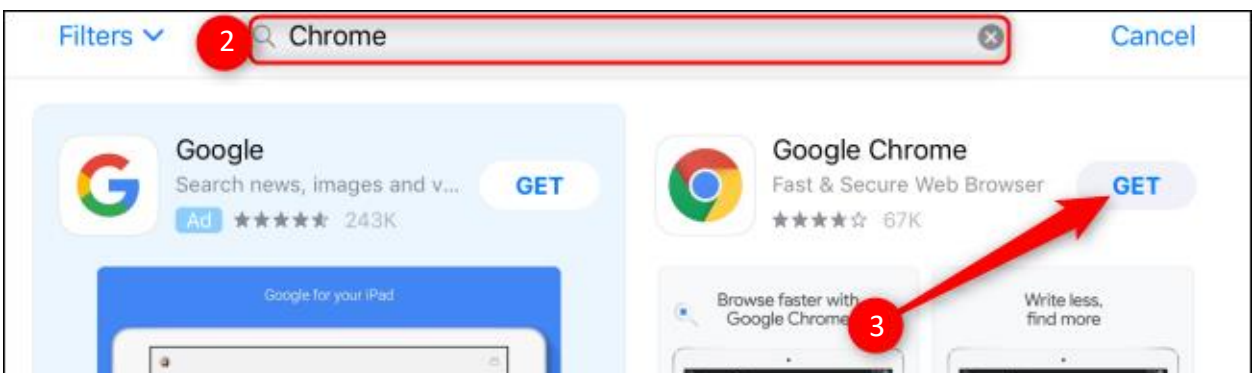 Filters
2
Chrome
Cancel
Google
Search news, images and v...
GET
Ad
243K
Google Chrome
Fast & Secure Web Browser
GET
67K
Google for your iPad
Browse faster with
Google Chrome
3
Write less,
find more